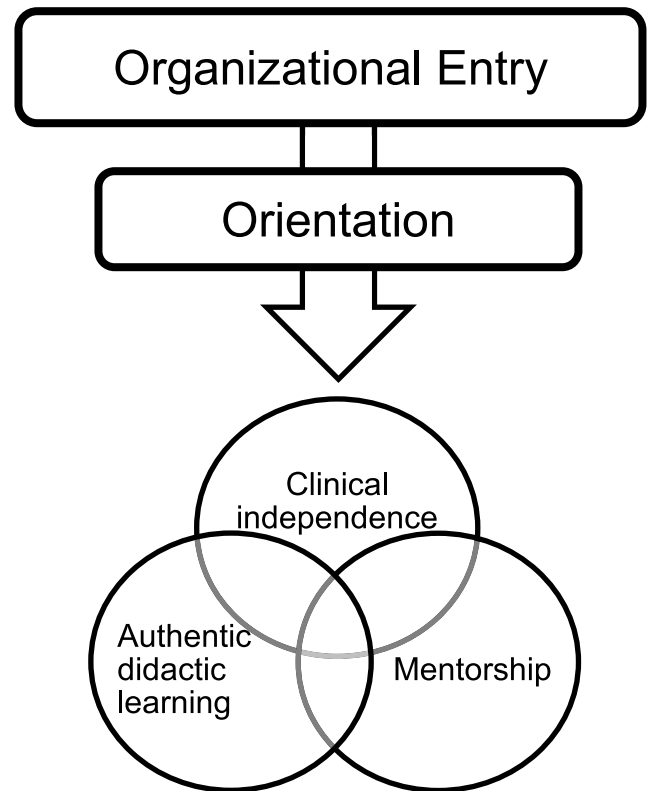 Organizational Entry
Orientation
Clinical
independence
Authentic
didactic
learning
Mentorship